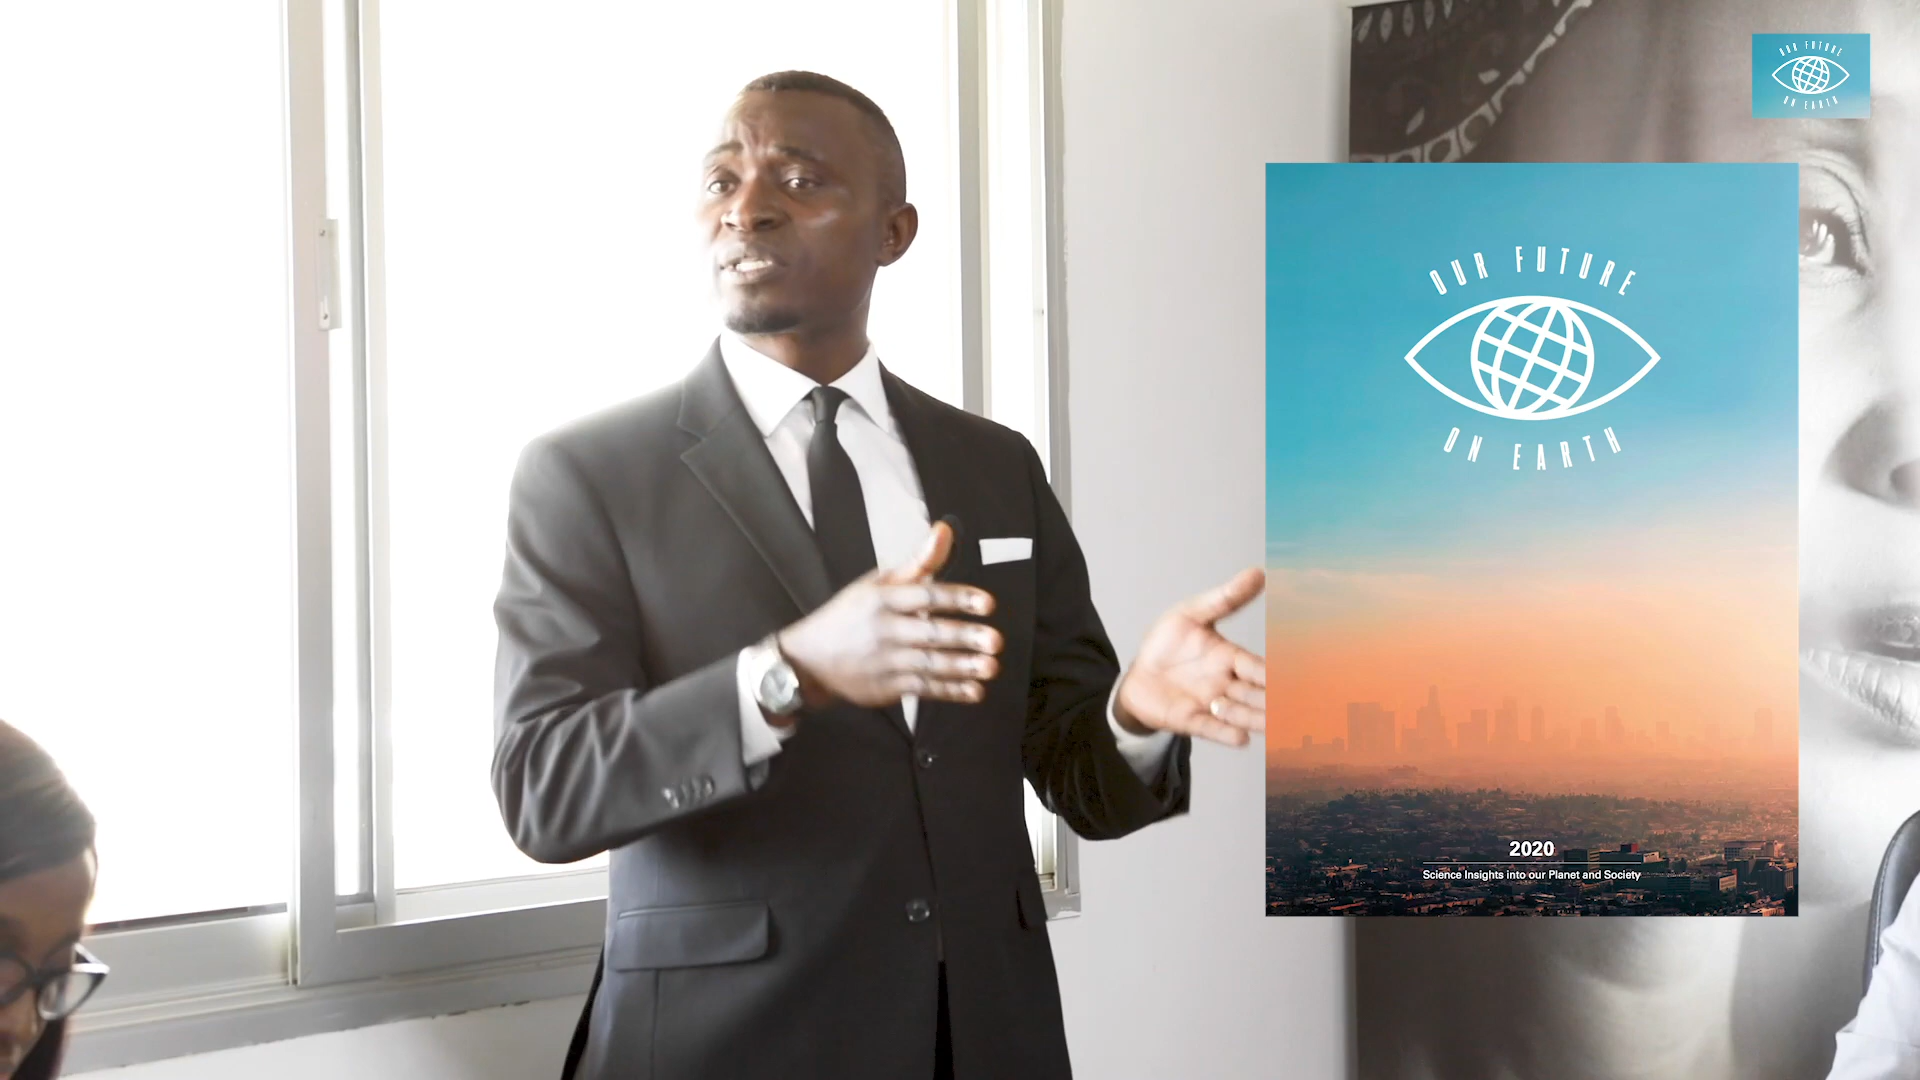 OUR FUTURE
ON EARTH
OUR FUTURE
ON EARTH
2020
Science Insights into our Planet and Society